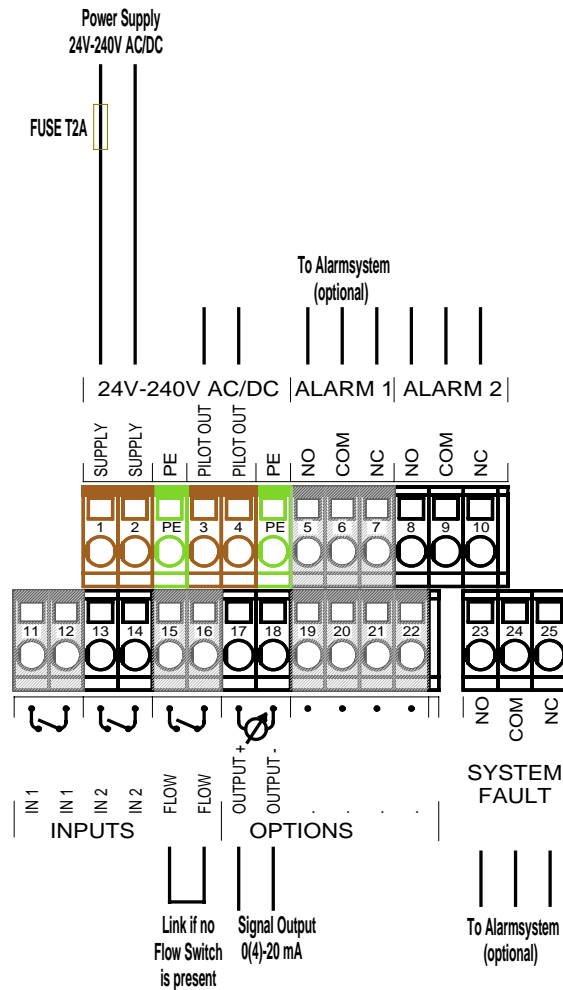 Power Supply
24V-240V AC/DC
FUSE T2A
To Alarmsystem
(optional)
24V-240V AC/DC ALARM 1 ALARM 2
SUPPLY SUPPLY PE PILOT OUT PILOT OUT PE NO COM NC NO COM NC
1 2 PE 3 4 PE 5 6 7 8 9 10
11 12 13 14 15 16 17 18 19 20 21 22 23 24 25
IN 1 IN 1 IN 2 IN 2 FLOW FLOW OUTPUT + OUTPUT - . . . . NO COM NC
INPUTS OPTIONS
SYSTEM
FAULT
Link if no
Flow Switch
is present
Signal Output
0(4)-20 mA
To Alarmsystem
(optional)